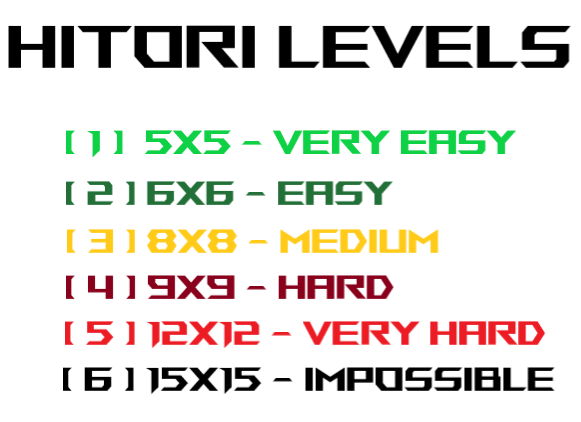 HITORI LEVELS
[ 1 ] 5X5 - VERY EASY
[ 2 ] 6X6 - EASY
[ 3 ] 8X8 - MEDIUM
[ 4 ] 9X9 - HARD
[ 5 ] 12X12 - VERY HARD
[ 6 ] 15X15 - IMPOSSIBLE